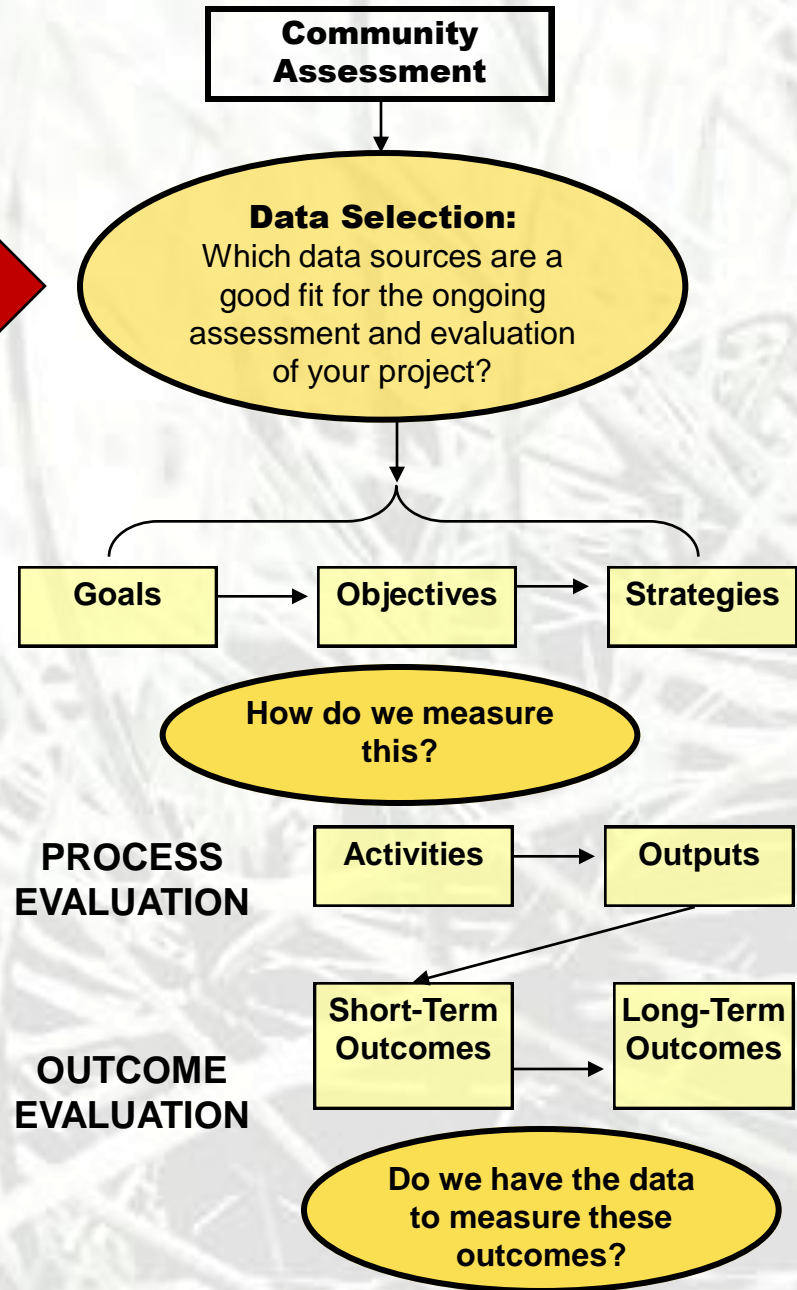 Community
Assessment
Data Selection:
Which data sources are a
good fit for the ongoing
assessment and evaluation
of your project?
Goals
Objectives
Strategies
How do we measure
this?
PROCESS
EVALUATION
Activities
Outputs
OUTCOME
EVALUATION
Short-Term
Outcomes
Long-Term
Outcomes
Do we have the data
to measure these
outcomes?